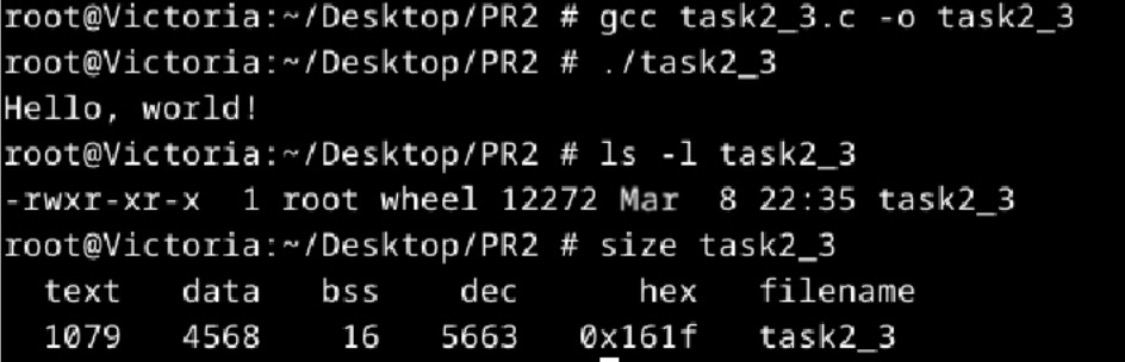 root@Victoria:~/Desktop/PR2 # gcc task2_3.c -o task2_3
root@Victoria:~/Desktop/PR2 # ./task2_3
Hello, world!
root@Victoria:~/Desktop/PR2 # ls -l task2_3
-rwxr-xr-x  1 root wheel 12272 Mar  8 22:35 task2_3
root@Victoria:~/Desktop/PR2 # size task2_3
  text   data   bss    dec      hex   filename
  1079   4568    16   5663   0x161f   task2_3